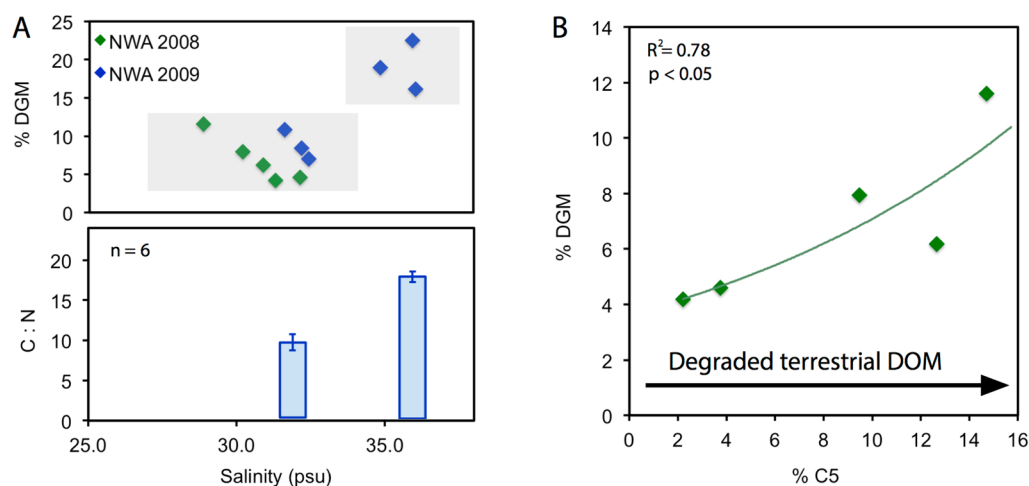 A
25
20
15
10
5
0
% DGM
NWA 2008
NWA 2009
n = 6
20
15
10
5
0
C : N
25.0 30.0 35.0
Salinity (psu)
B
14
12
10
8
6
4
2
0
% DGM
R²= 0.78
p < 0.05
Degraded terrestrial DOM
0 2 4 6 8 10 12 14 16
% C5